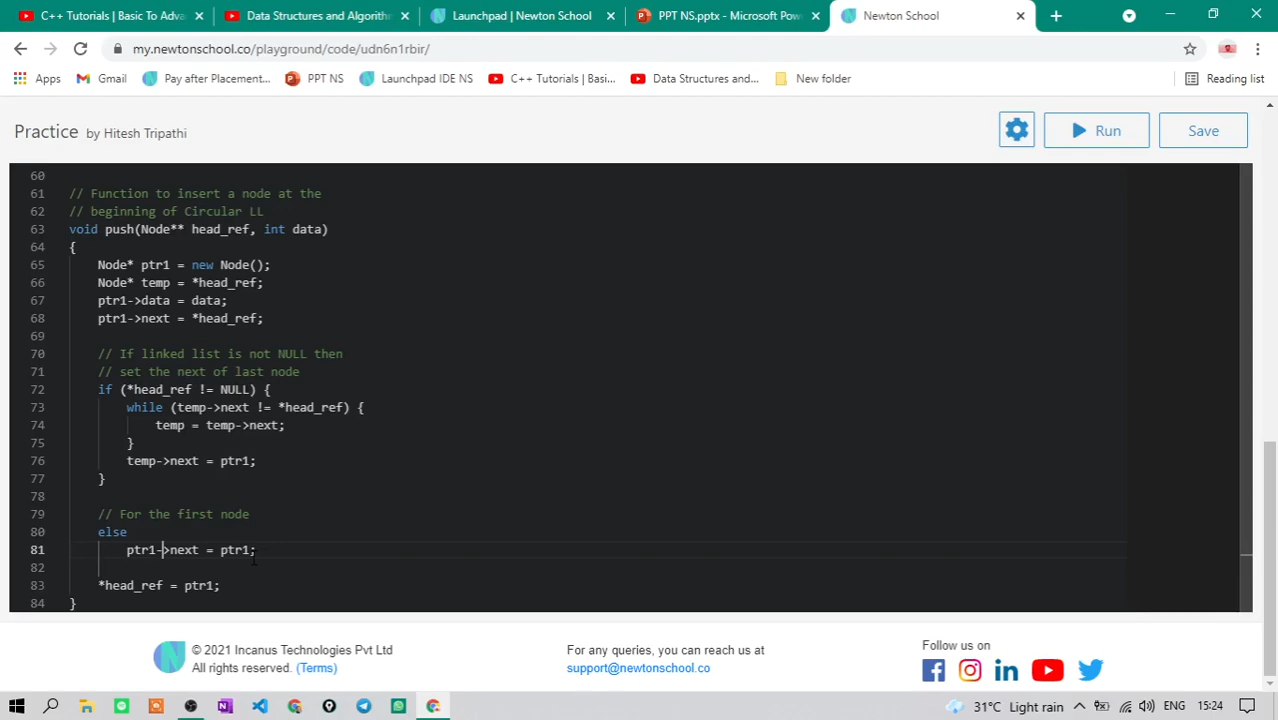 C++ Tutorials | Basic To Adva
Data Structures and Algorithm
Launchpad | Newton School
PPT NS.pptx - Microsoft Pow
Newton School
my.newtonschool.co/playground/code/udn6n1rbir/
Apps
Gmail
Pay after Placement...
PPT NS
Launchpad IDE NS
C++ Tutorials | Basi...
Data Structures and...
New folder
Reading list
Practice by Hitesh Tripathi
Run
Save
60
61 // Function to insert a node at the
62 // beginning of Circular LL
63 void push(Node** head_ref, int data)
64 {
65 Node* ptr1 = new Node();
66 Node* temp = *head_ref;
67 ptr1->data = data;
68 ptr1->next = *head_ref;
69
70 // If linked list is not NULL then
71 // set the next of last node
72 if (*head_ref != NULL) {
73 while (temp->next != *head_ref) {
74 temp = temp->next;
75 }
76 temp->next = ptr1;
77 }
78
79 // For the first node
80 else
81 ptr1->next = ptr1;
82
83 *head_ref = ptr1;
84 }
© 2021 Incanus Technologies Pvt Ltd
All rights reserved. (Terms)
For any queries, you can reach us at
support@newtonschool.co
Follow us on
31°C Light rain
ENG
15:24